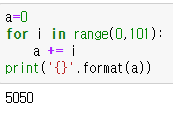 a=0
for i in range(0,101):
    a += i
print('{}'.format(a))
5050